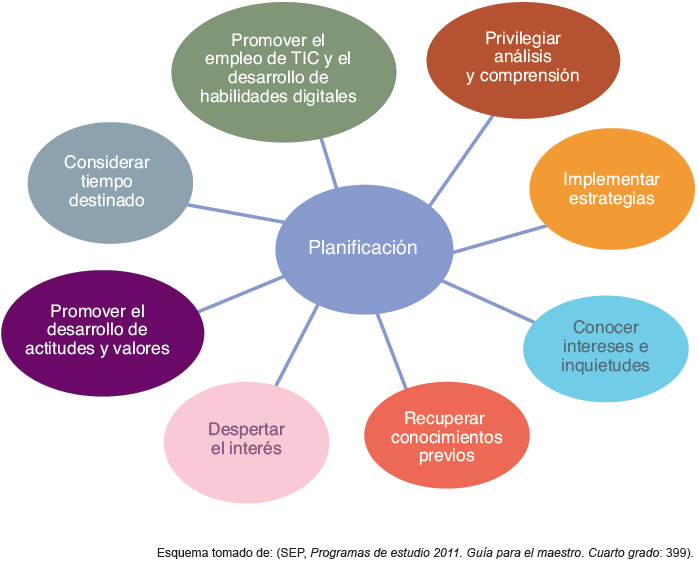 Promover el
empleo de TIC y el
desarrollo de
habilidades digitales
Privilegiar
análisis
y comprensión
Considerar
tiempo
destinado
Implementar
estrategias
Planificación
Promover el
desarrollo de
actitudes y valores
Conocer
intereses e
inquietudes
Despertar
el interés
Recuperar
conocimientos
previos
Esquema tomado de: (SEP, Programas de estudio 2011. Guía para el maestro. Cuarto grado: 399).